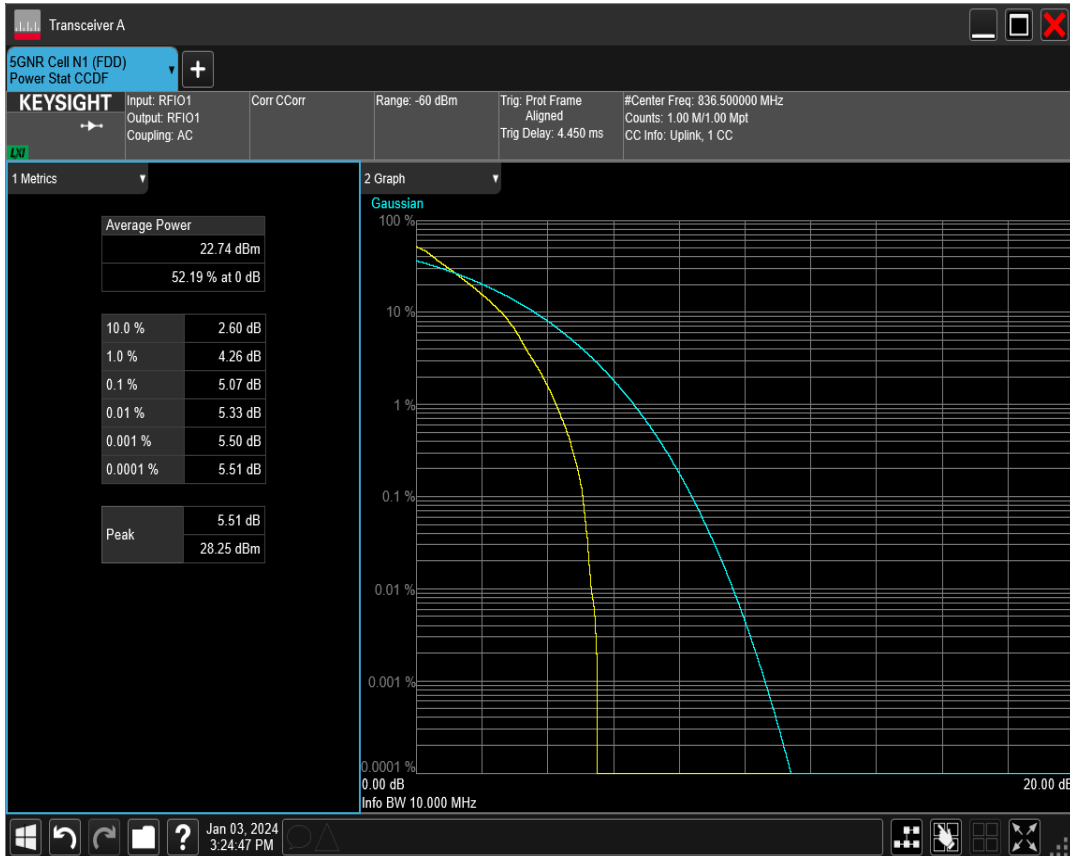 Transceiver A
5GNR Cell N1 (FDD)
Power Stat CCDF
+
KEYSIGHT
LXI
Input: RFIO1
Output: RFIO1
Coupling: AC
Corr CCorr
Range: -60 dBm
Trig: Prot Frame
Aligned
Trig Delay: 4.450 ms
#Center Freq: 836.500000 MHz
Counts: 1.00 M/1.00 Mpt
CC Info: Uplink, 1 CC
1 Metrics
Average Power
22.74 dBm
52.19 % at 0 dB
10.0 % 2.60 dB
1.0 % 4.26 dB
0.1 % 5.07 dB
0.01 % 5.33 dB
0.001 % 5.50 dB
0.0001 % 5.51 dB
Peak
5.51 dB
28.25 dBm
2 Graph
Gaussian
100 %
10 %
1 %
0.1 %
0.01 %
0.001 %
0.0001 %
0.00 dB 20.00 dB
Info BW 10.000 MHz
?
Jan 03, 2024
3:24:47 PM